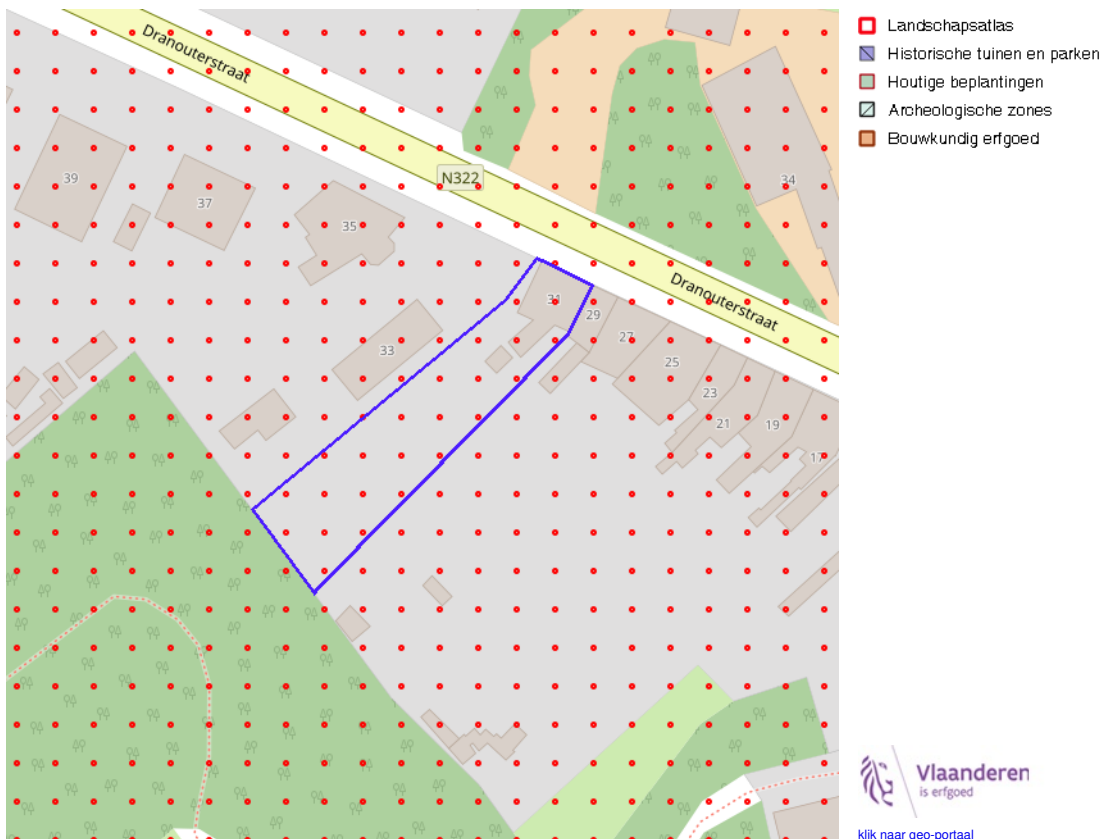 Dranouterstraat
N322
Dranouterstraat
39
37
35
34
33
31
29
27
25
23
21
19
17
Landschapsatlas
Historische tuinen en parken
Houtige beplantingen
Archeologische zones
Bouwkundig erfgoed
Vlaanderen
is erfgoed
klik naar geo-portaal